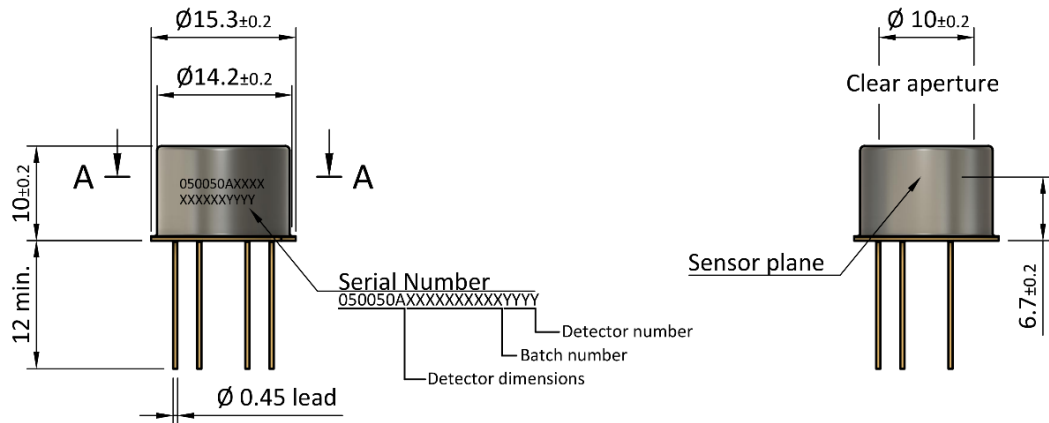 Ø15.3±0.2
Ø14.2±0.2
A
A
10±0.2
050050AXXXX
XXXXXXYYYY
12 min.
Serial Number
050050AXXXXXXXXXXYYYY
Detector number
Batch number
Detector dimensions
Ø 0.45 lead
Ø 10±0.2
Clear aperture
Sensor plane
6.7±0.2